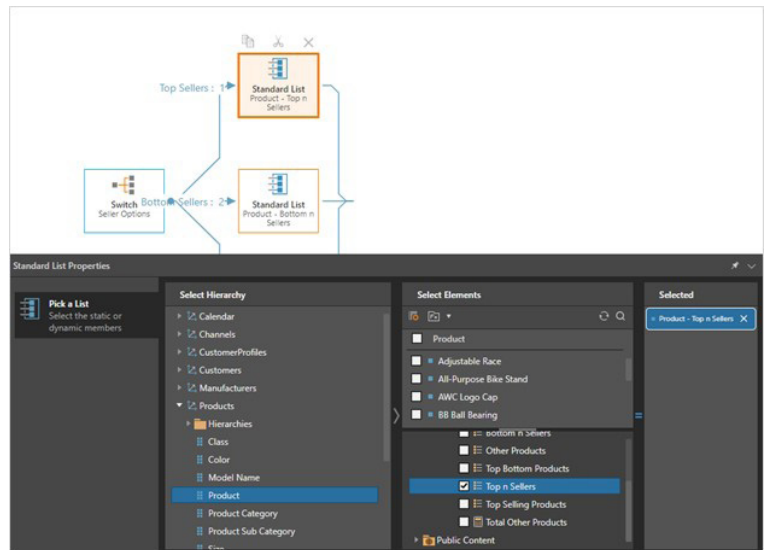 Top Sellers : 1
Standard List
Product - Top n
Sellers
Switch
Seller Options
Bottom Sellers : 2
Standard List
Product - Bottom n
Sellers
Standard List Properties
Pick a List
Select the static or
dynamic members
Select Hierarchy
Calendar
Channels
CustomerProfiles
Customers
Manufacturers
Products
Hierarchies
Class
Color
Model Name
Product
Product Category
Product Sub Category
Size
Select Elements
Product
Adjustable Race
All-Purpose Bike Stand
AWC Logo Cap
BB Ball Bearing
Bottom n Sellers
Other Products
Top Bottom Products
Top n Sellers
Top Selling Products
Total Other Products
Public Content
Selected
Product - Top n Sellers